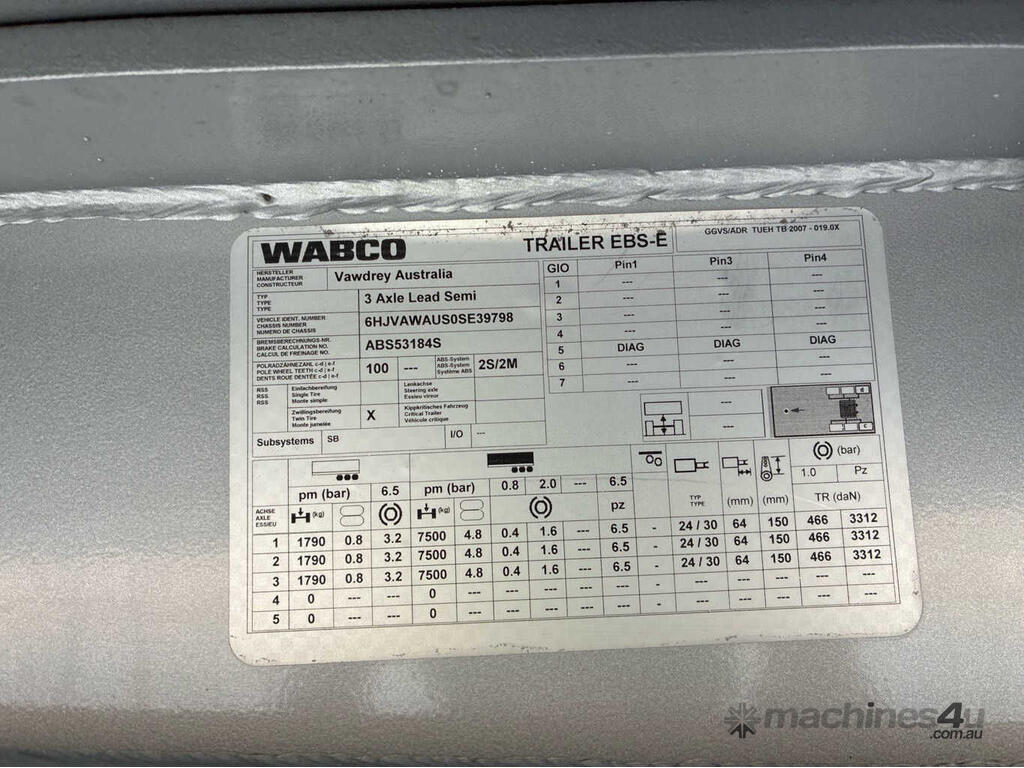 WABCO TRAILER EBS-E GGVS/ADR TUEH TB 2007 - 019.0X
HERSTELLER
MANUFACTURER
CONSTRUCTEUR
Vawdrey Australia
TYP
TYPE
TYPE
3 Axle Lead Semi
VEHICLE IDENT. NUMBER
CHASSIS NUMBER
NUMERO DE CHASSIS
6HJVAWAUS0SE39798
BREMSBERECHNUNGS-NR.
BRAKE CALCULATION NO.
CALCUL DE FREINAGE NO.
ABS53184S
POLRADZÄHNEZAHL c-d | e-f
POLE WHEEL TEETH c-d | e-f
DENTS ROUE DENTÉE c-d | e-f
100 ---
ABS-System
ABS-System
Système ABS
2S/2M
RSS
RSS
RSS
Einfachbereifung
Single Tire
Monte simple
Lenkachse
Steering axle
Essieu vireur
Zwillingsbereifung
Twin Tire
Monte jumelée
X
Kippkritisches Fahrzeug
Critical Trailer
Véhicule critique
Subsystems SB I/O ---
GIO Pin1 Pin3 Pin4
1 --- --- ---
2 --- --- ---
3 --- --- ---
4 --- --- ---
5 DIAG DIAG DIAG
6 --- --- ---
7 --- --- ---
---
---
(bar)
pm (bar) 6.5 pm (bar) 0.8 2.0 --- 6.5 1.0 Pz
ACHSE
AXLE
ESSIEU
(kg) (kg) pz
TYP
TYPE
(mm) (mm) TR (daN)
1 1790 0.8 3.2 7500 4.8 0.4 1.6 --- 6.5 - 24 / 30 64 150 466 3312
2 1790 0.8 3.2 7500 4.8 0.4 1.6 --- 6.5 - 24 / 30 64 150 466 3312
3 1790 0.8 3.2 7500 4.8 0.4 1.6 --- 6.5 - 24 / 30 64 150 466 3312
4 0 --- --- 0 --- --- --- --- --- - --- --- --- --- ---
5 0 --- --- 0 --- --- --- --- --- - --- --- --- --- ---
machines4u
.com.au